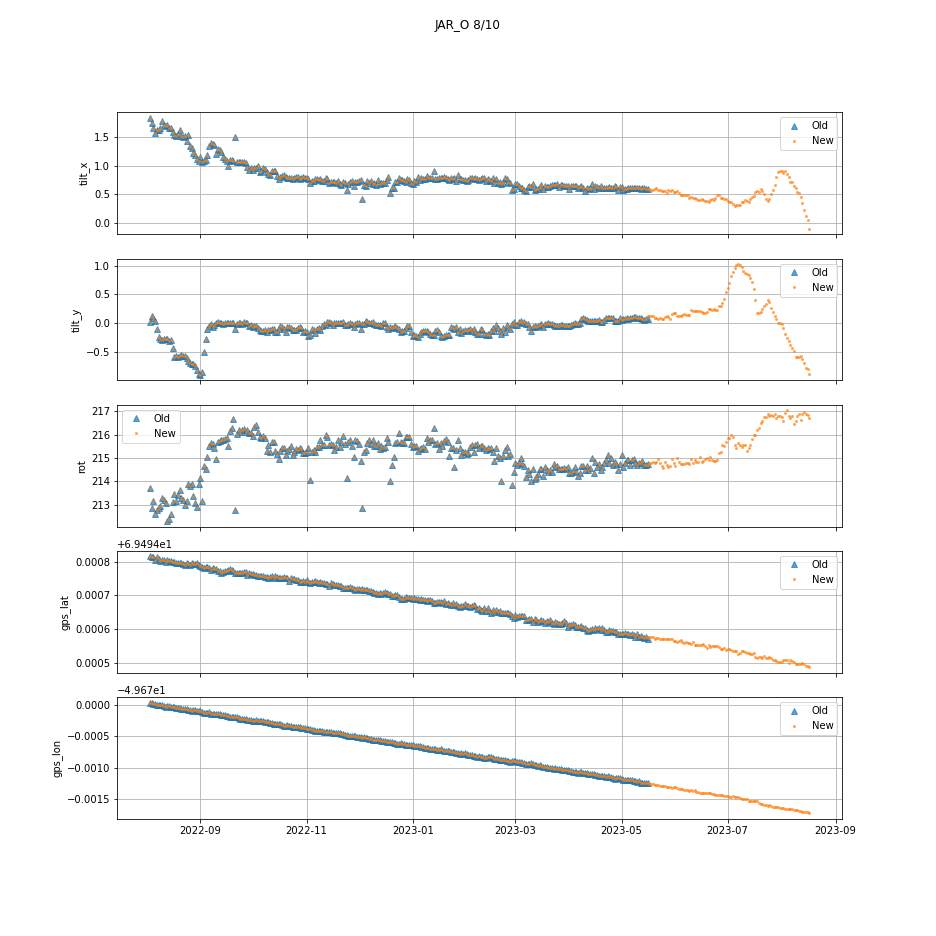 JAR_O 8/10
tilt_x
1.5
1.0
0.5
0.0
Old
New
tilt_y
1.0
0.5
0.0
−0.5
Old
New
rot
217
216
215
214
213
Old
New
+6.9494e1
gps_lat
0.0008
0.0007
0.0006
0.0005
Old
New
−4.967e1
gps_lon
0.0000
−0.0005
−0.0010
−0.0015
Old
New
2022-09 2022-11 2023-01 2023-03 2023-05 2023-07 2023-09